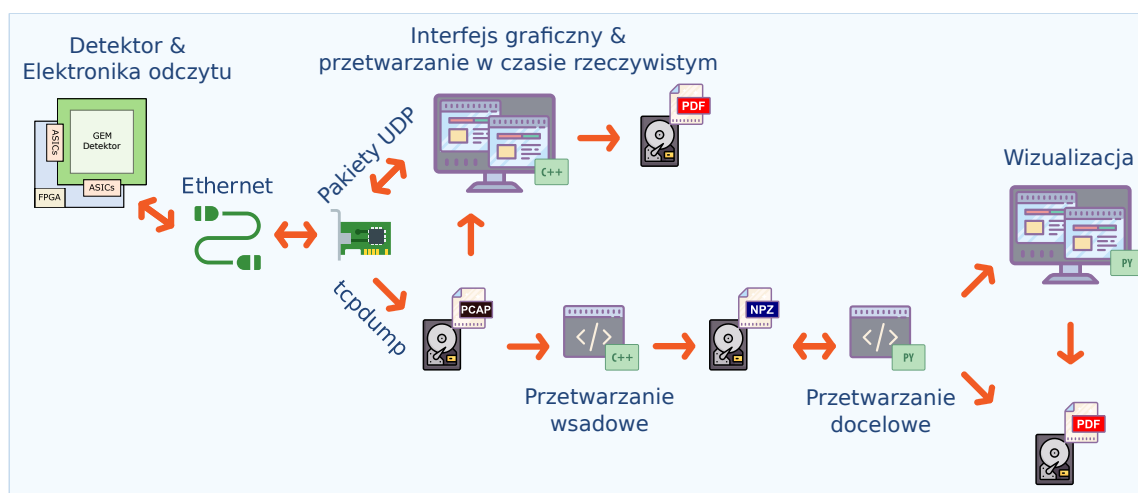 Detektor &
Elektronika odczytu
GEM
Detektor
ASICs
ASICs
FPGA
Ethernet
Pakiety UDP
tcpdump
Interfejs graficzny &
przetwarzanie w czasie rzeczywistym
C++
PDF
PCAP
</>
C++
Przetwarzanie
wsadowe
NPZ
</>
PY
Przetwarzanie
docelowe
Wizualizacja
PY
PDF